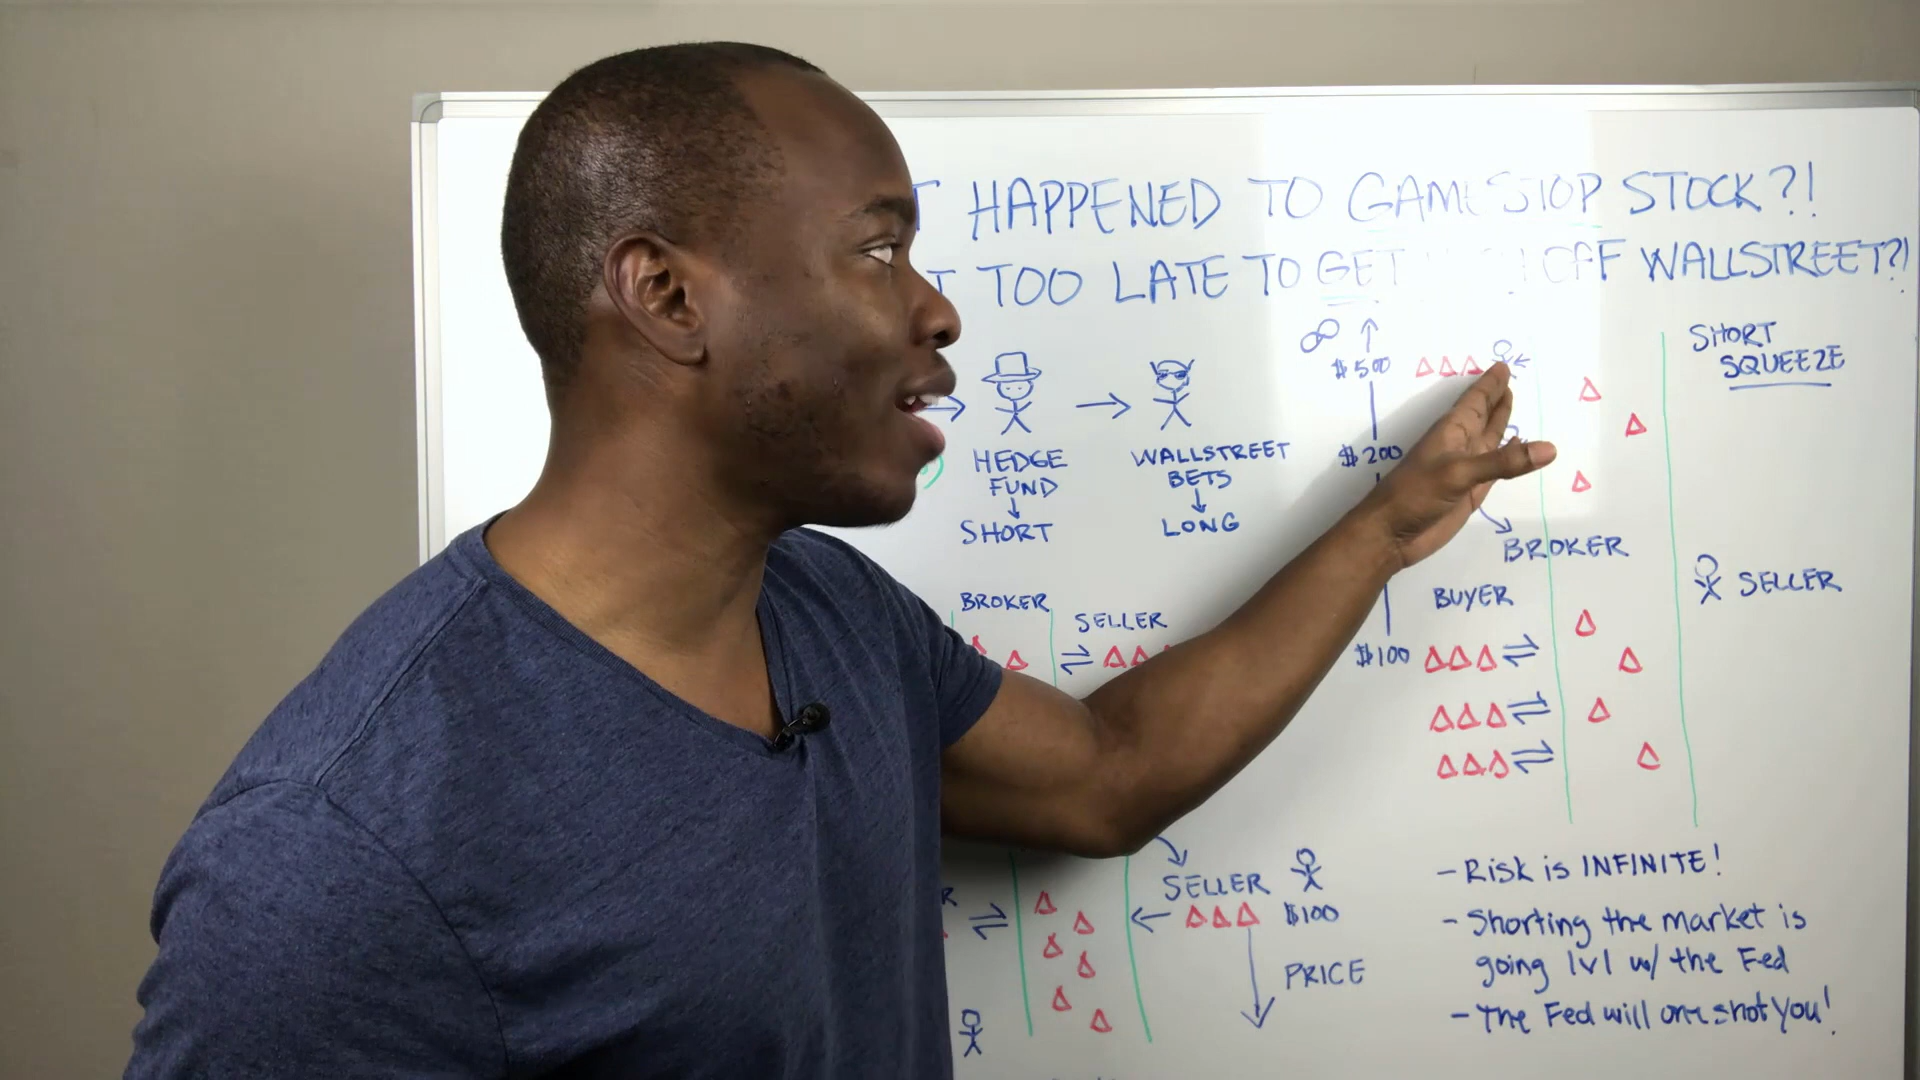 HAPPENED TO GAMESTOP STOCK?!
TOO LATE TO GET OFF WALLSTREET?!
HEDGE
FUND
SHORT
WALLSTREET
BETS
LONG
BROKER
SELLER
SELLER
$100
PRICE
∞
$500
$200
$100
BROKER
BUYER
SHORT
SQUEEZE
SELLER
- Risk is INFINITE!
- Shorting the market is
going 1v1 w/ the Fed
- The Fed will one shot you!